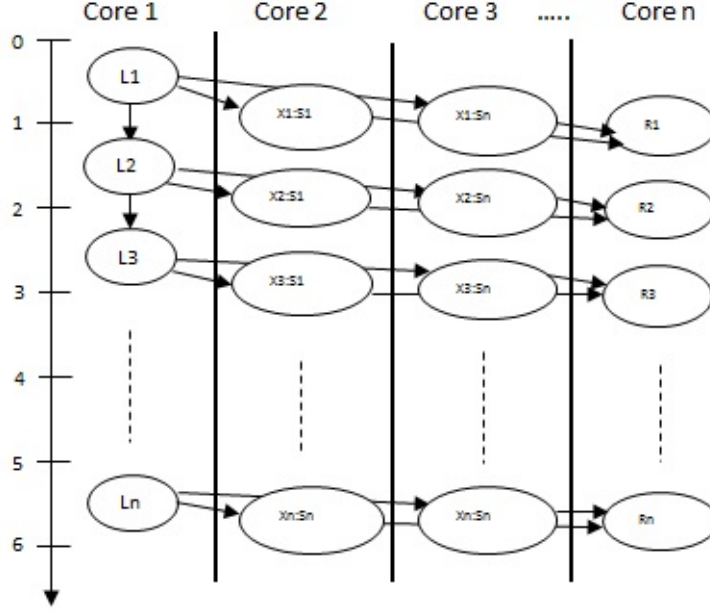 Core 1 Core 2 Core 3 ..... Core n
0
L1
X1:S1 X1:Sn R1
1
L2
X2:S1 X2:Sn R2
2
L3
X3:S1 X3:Sn R3
3
4
5
Ln Xn:Sn Xn:Sn Rn
6